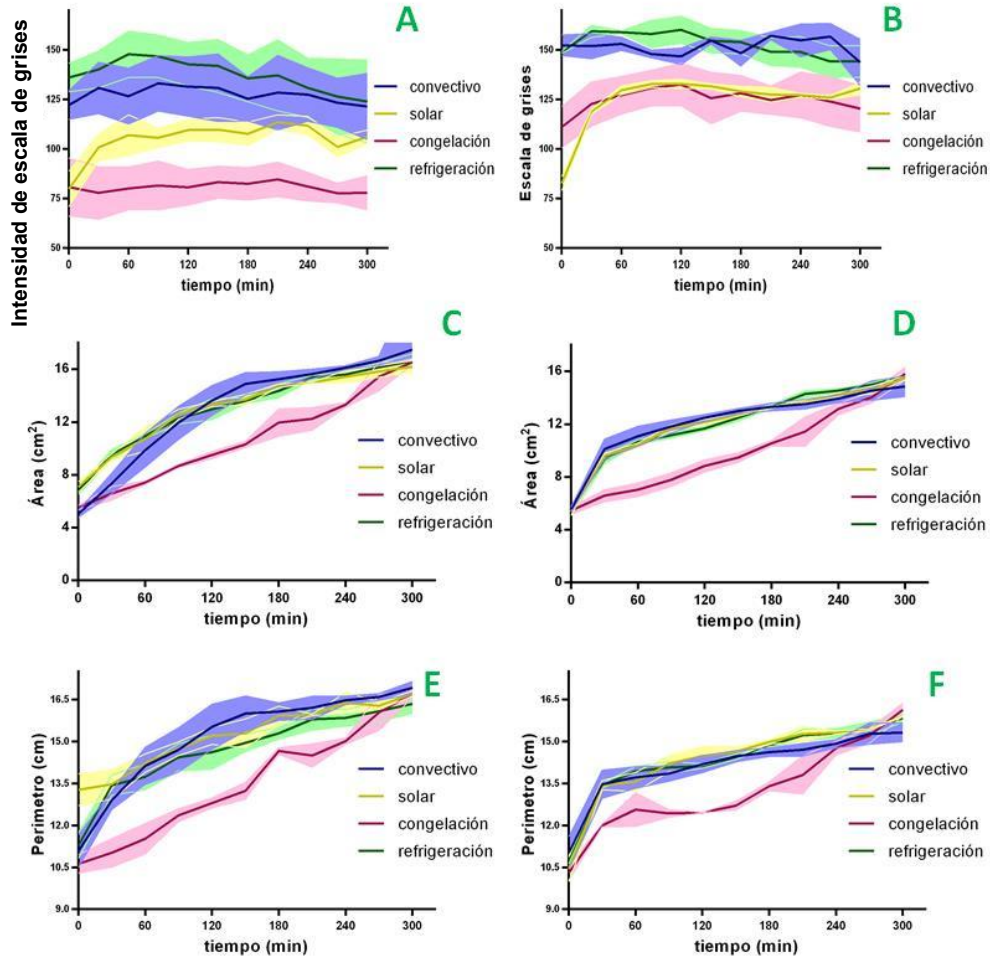 Intensidad de escala de grises
A
150
125
100
75
50
0 60 120 180 240 300
tiempo (min)
convectivo
solar
congelación
refrigeración
B
Escala de grises
150
125
100
75
50
0 60 120 180 240 300
tiempo (min)
convectivo
solar
congelación
refrigeración
C
Área (cm2)
16
12
8
4
0
0 60 120 180 240 300
tiempo (min)
convectivo
solar
congelación
refrigeración
D
Área (cm2)
16
12
8
4
0
0 60 120 180 240 300
tiempo (min)
convectivo
solar
congelación
refrigeración
E
Perimetro (cm)
16.5
15.0
13.5
12.0
10.5
9.0
0 60 120 180 240 300
tiempo (min)
convectivo
solar
congelación
refrigeración
F
Perimetro (cm)
16.5
15.0
13.5
12.0
10.5
9.0
0 60 120 180 240 300
tiempo (min)
convectivo
solar
congelación
refrigeración